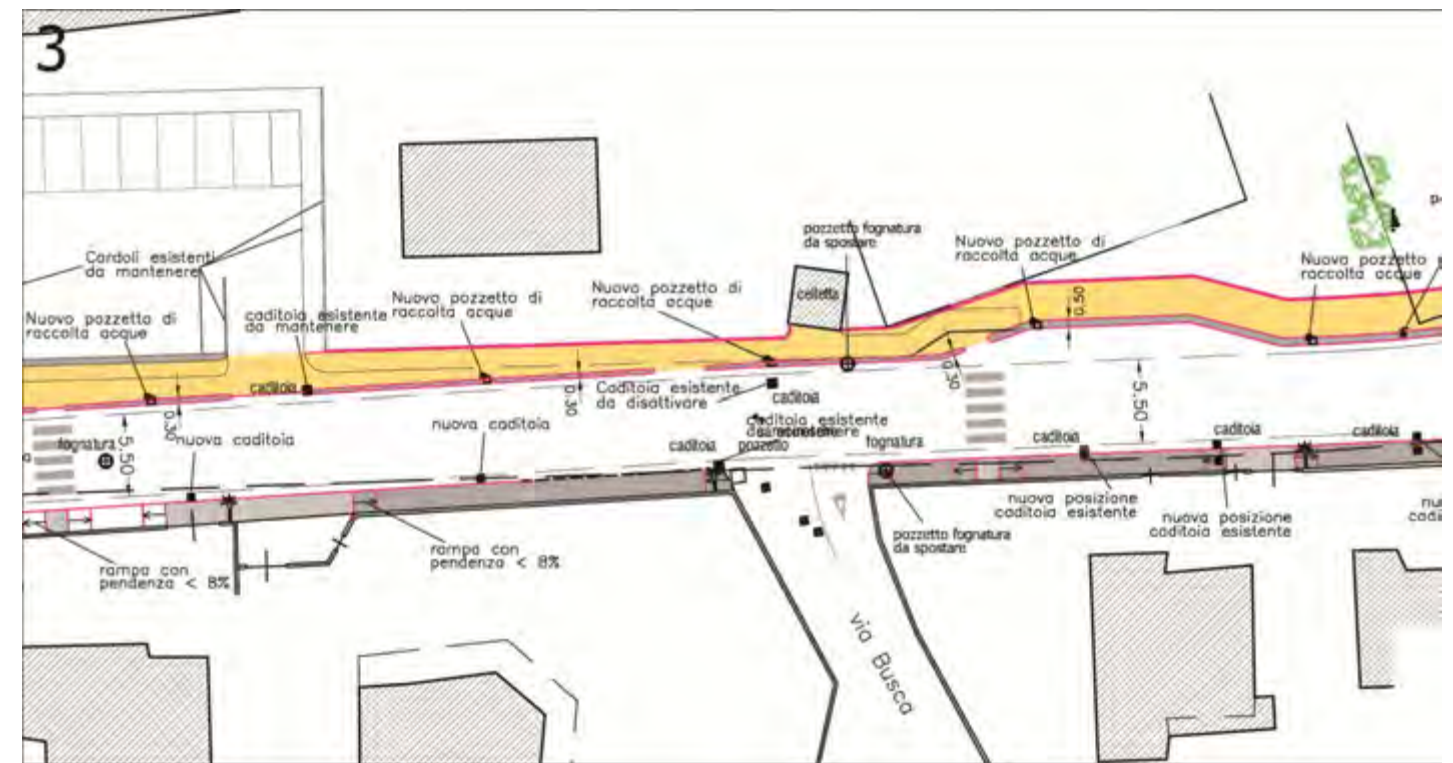 3
Cordoli esistenti
da mantenere
pozzetto fognatura
da spostare
Nuovo pozzetto di
raccolta acque
celletta
Nuovo pozzetto
raccolta acque
Nuovo pozzetto di
raccolta acque
Nuovo pozzetto di
raccolta acque
caditoia esistente
da mantenere
Nuovo pozzetto di
raccolta acque
0.50
caditoia
0.30
0.30
0.30
5.50
Caditoia esistente
da disattivare
caditoia
caditoia esistente
pozzetto
fognatura
5.50
nuova caditoia
nuova caditoia
caditoia
fognatura
caditoia
caditoia
caditoia
rampa con
pendenza < 8%
rampa con
pendenza < 8%
pozzetto fognatura
da spostare
nuova posizione
caditoia esistente
nuova posizione
caditoia esistente
via Busca